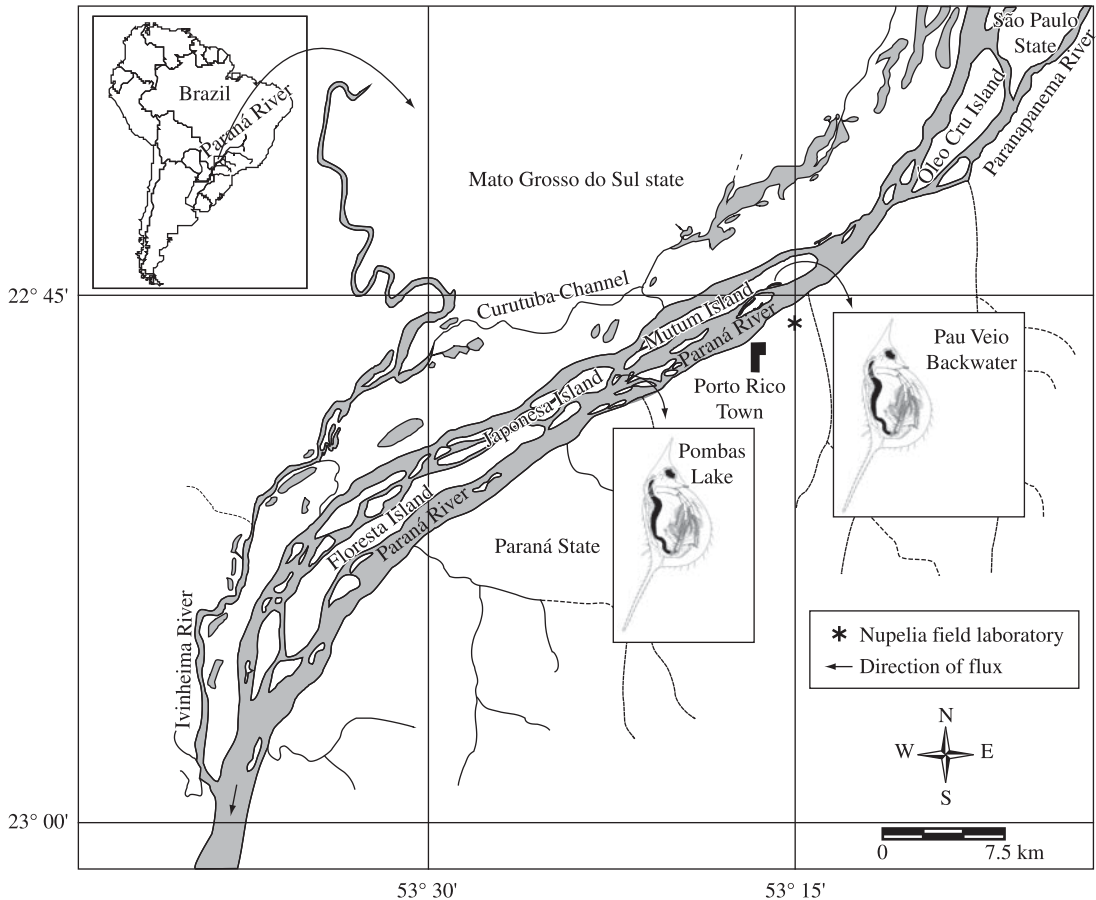 Brazil
Paraná River
São Paulo
State
Paranapanema River
Óleo Cru Island
Mato Grosso do Sul state
22° 45'
Curutuba Channel
Mutum Island
Paraná River
Pau Veio
Backwater
Porto Rico
Town
Japonesa Island
Pombas
Lake
Floresta Island
Paraná River
Paraná State
Ivinheima River
* Nupelia field laboratory
Direction of flux
N
W E
S
23° 00'
0 7.5 km
53° 30' 53° 15'